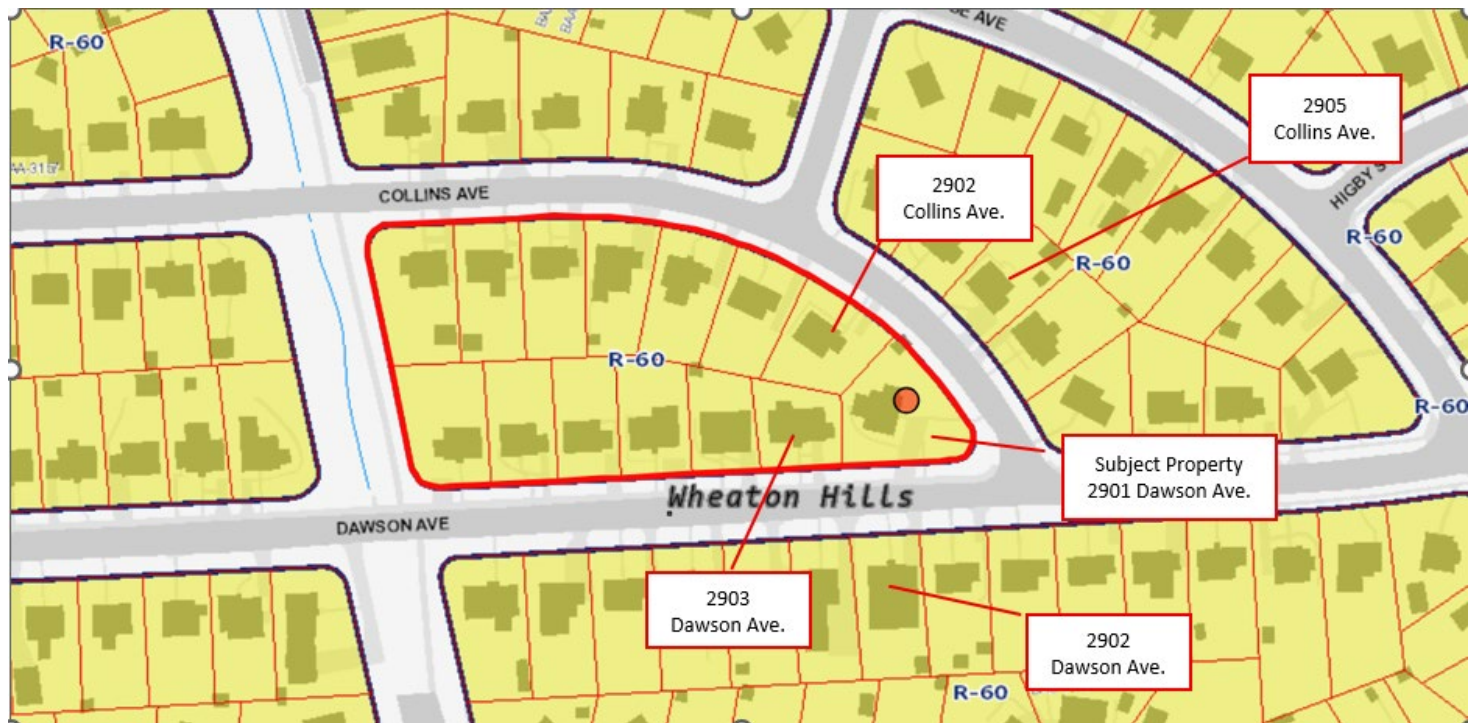 R-60
COLLINS AVE
2905
Collins Ave.
2902
Collins Ave.
R-60
R-60
R-60
R-60
Subject Property
2901 Dawson Ave.
Wheaton Hills
DAWSON AVE
2903
Dawson Ave.
2902
Dawson Ave.
R-60